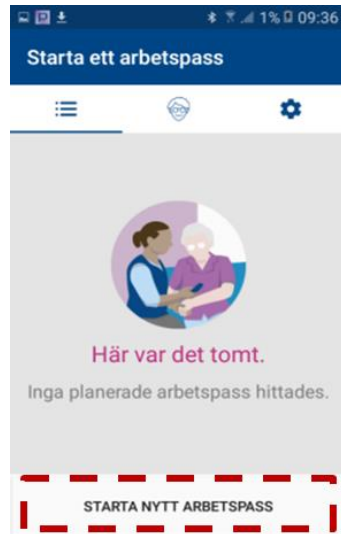 1% 09:36
Starta ett arbetspass
Här var det tomt.
Inga planerade arbetspass hittades.
STARTA NYTT ARBETSPASS